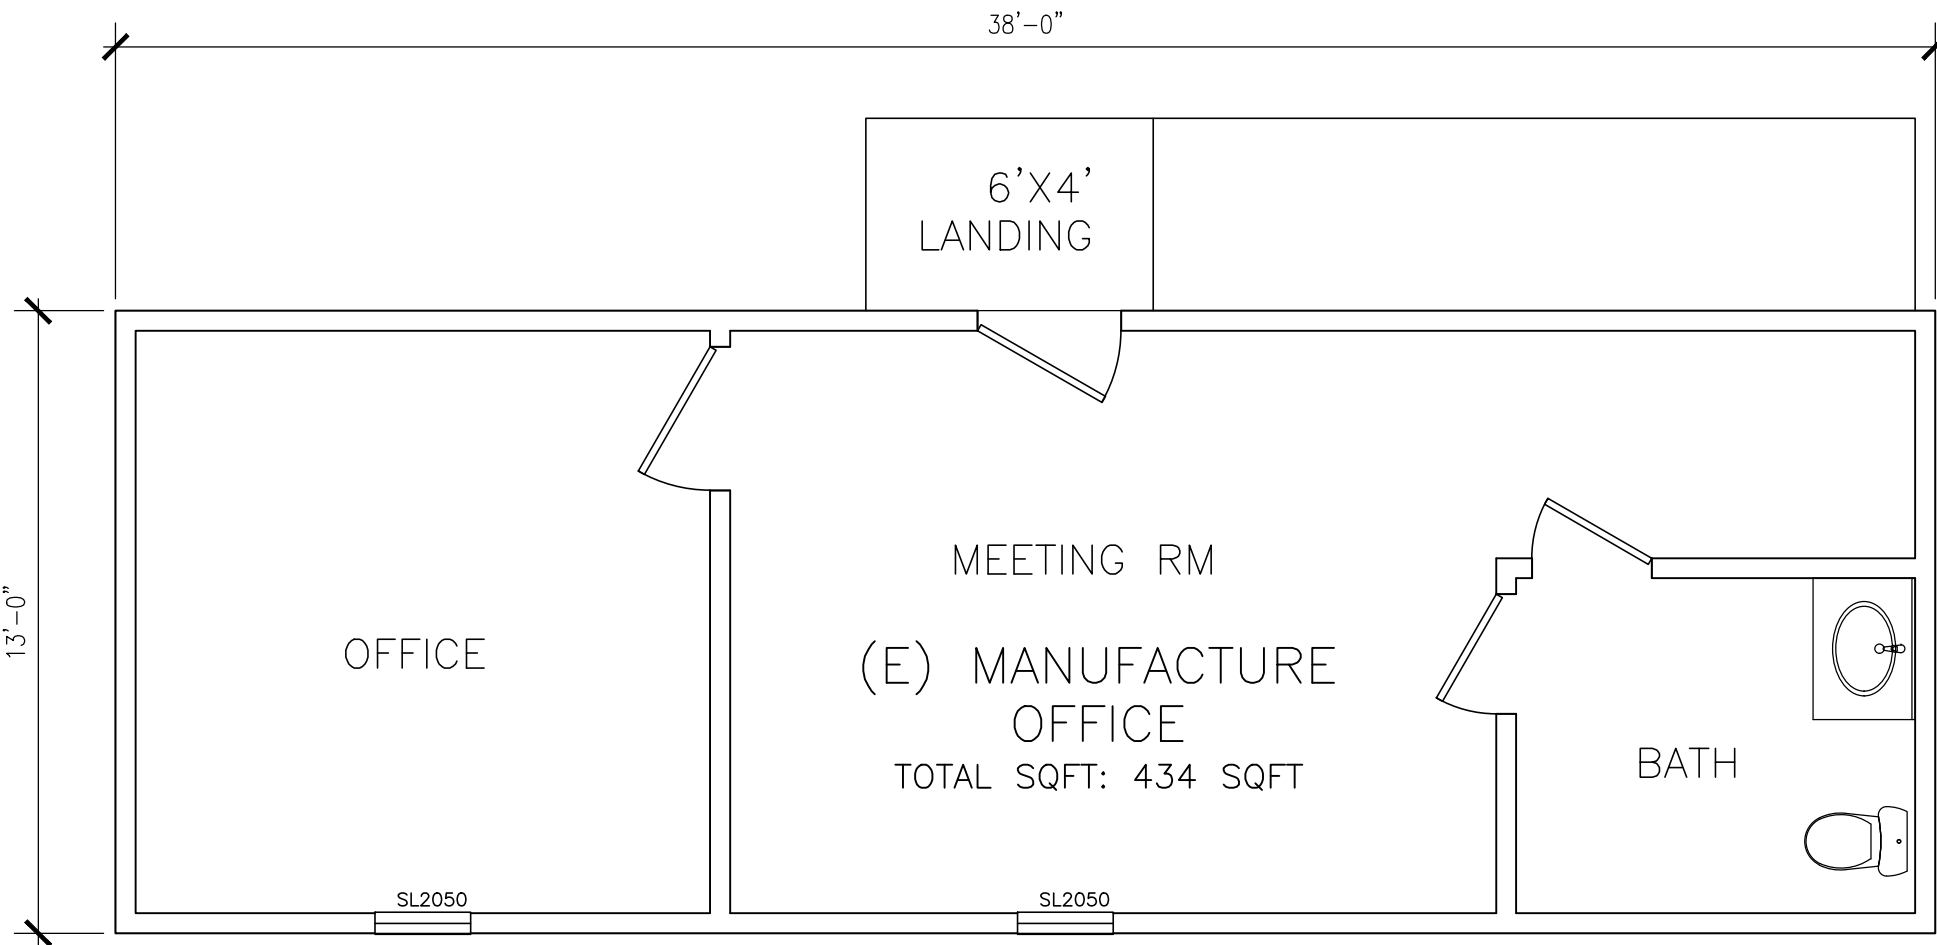 38'-0"
6'X4'
LANDING
13'-0"
MEETING RM
OFFICE
(E) MANUFACTURE
OFFICE
TOTAL SQFT: 434 SQFT
BATH
SL2050
SL2050